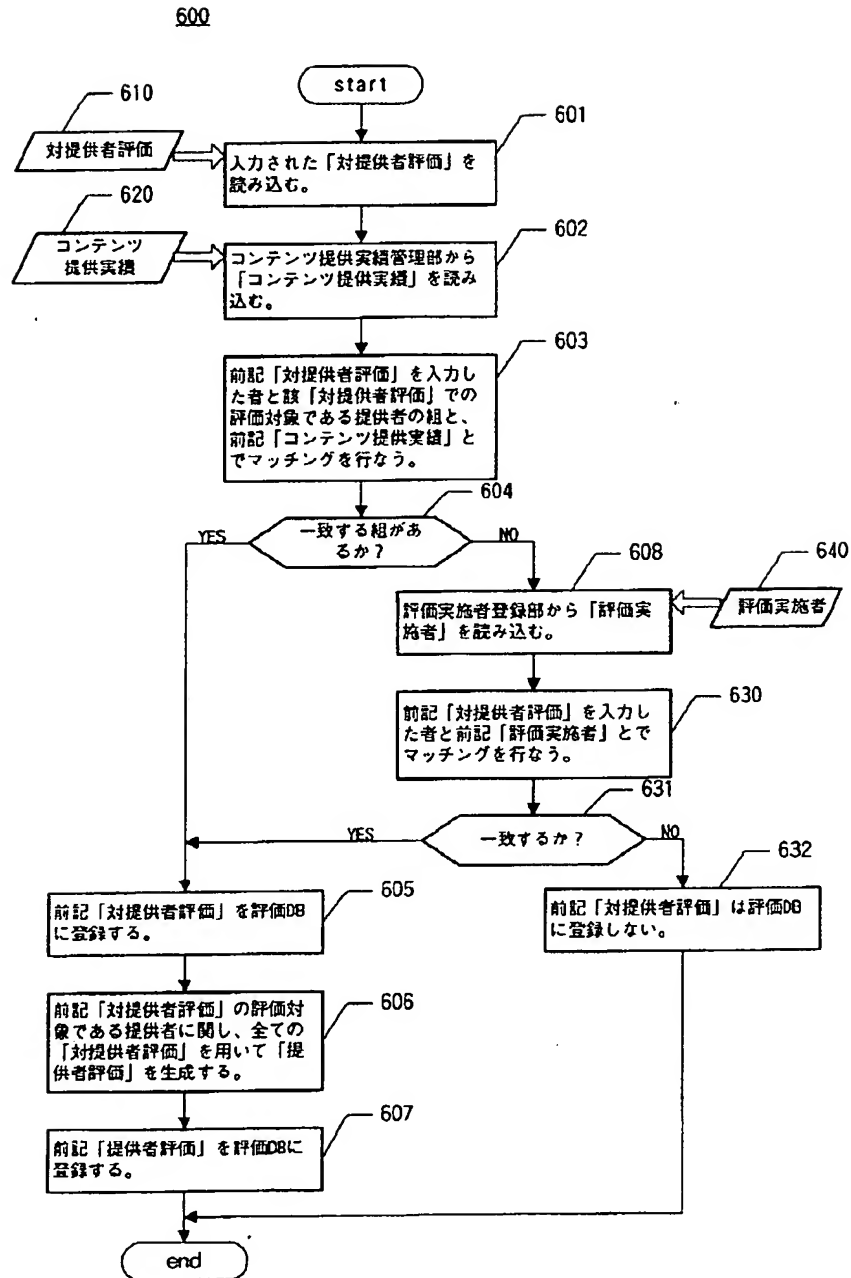 600
start
610
対提供者評価
601
入力された「対提供者評価」を
読み込む。
620
コンテンツ
提供実績
602
コンテンツ提供実績管理部から
「コンテンツ提供実績」を読み
込む。
603
前記「対提供者評価」を入力し
た者と該「対提供者評価」での
評価対象である提供者の組と、
前記「コンテンツ提供実績」と
でマッチングを行なう。
604
一致する組があ
るか？
YES
NO
608
640
評価実施者登録部から「評価実
施者」を読み込む。
評価実施者
630
前記「対提供者評価」を入力し
た者と前記「評価実施者」とで
マッチングを行なう。
631
一致するか？
YES
NO
632
前記「対提供者評価」は評価DB
に登録しない。
605
前記「対提供者評価」を評価DB
に登録する。
606
前記「対提供者評価」の評価対
象である提供者に関し、全ての
「対提供者評価」を用いて「提
供者評価」を生成する。
607
前記「提供者評価」を評価DBに
登録する。
end